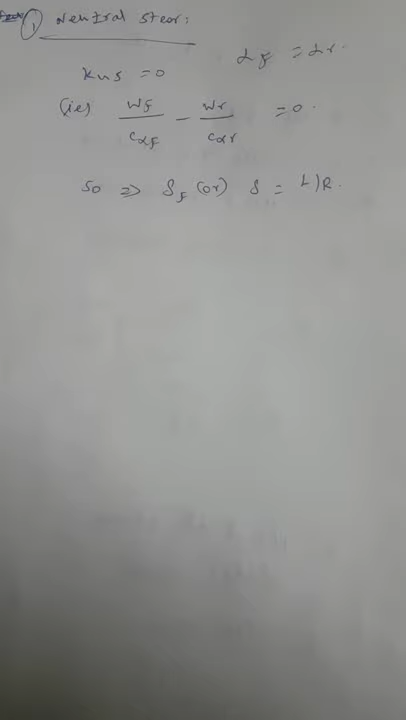 1) Neutral Steer:
αf = αr.
Kus = 0
(ie) Wf/Cαf - Wr/Cαr = 0.
so ⇒ δf (or) δ = L/R.